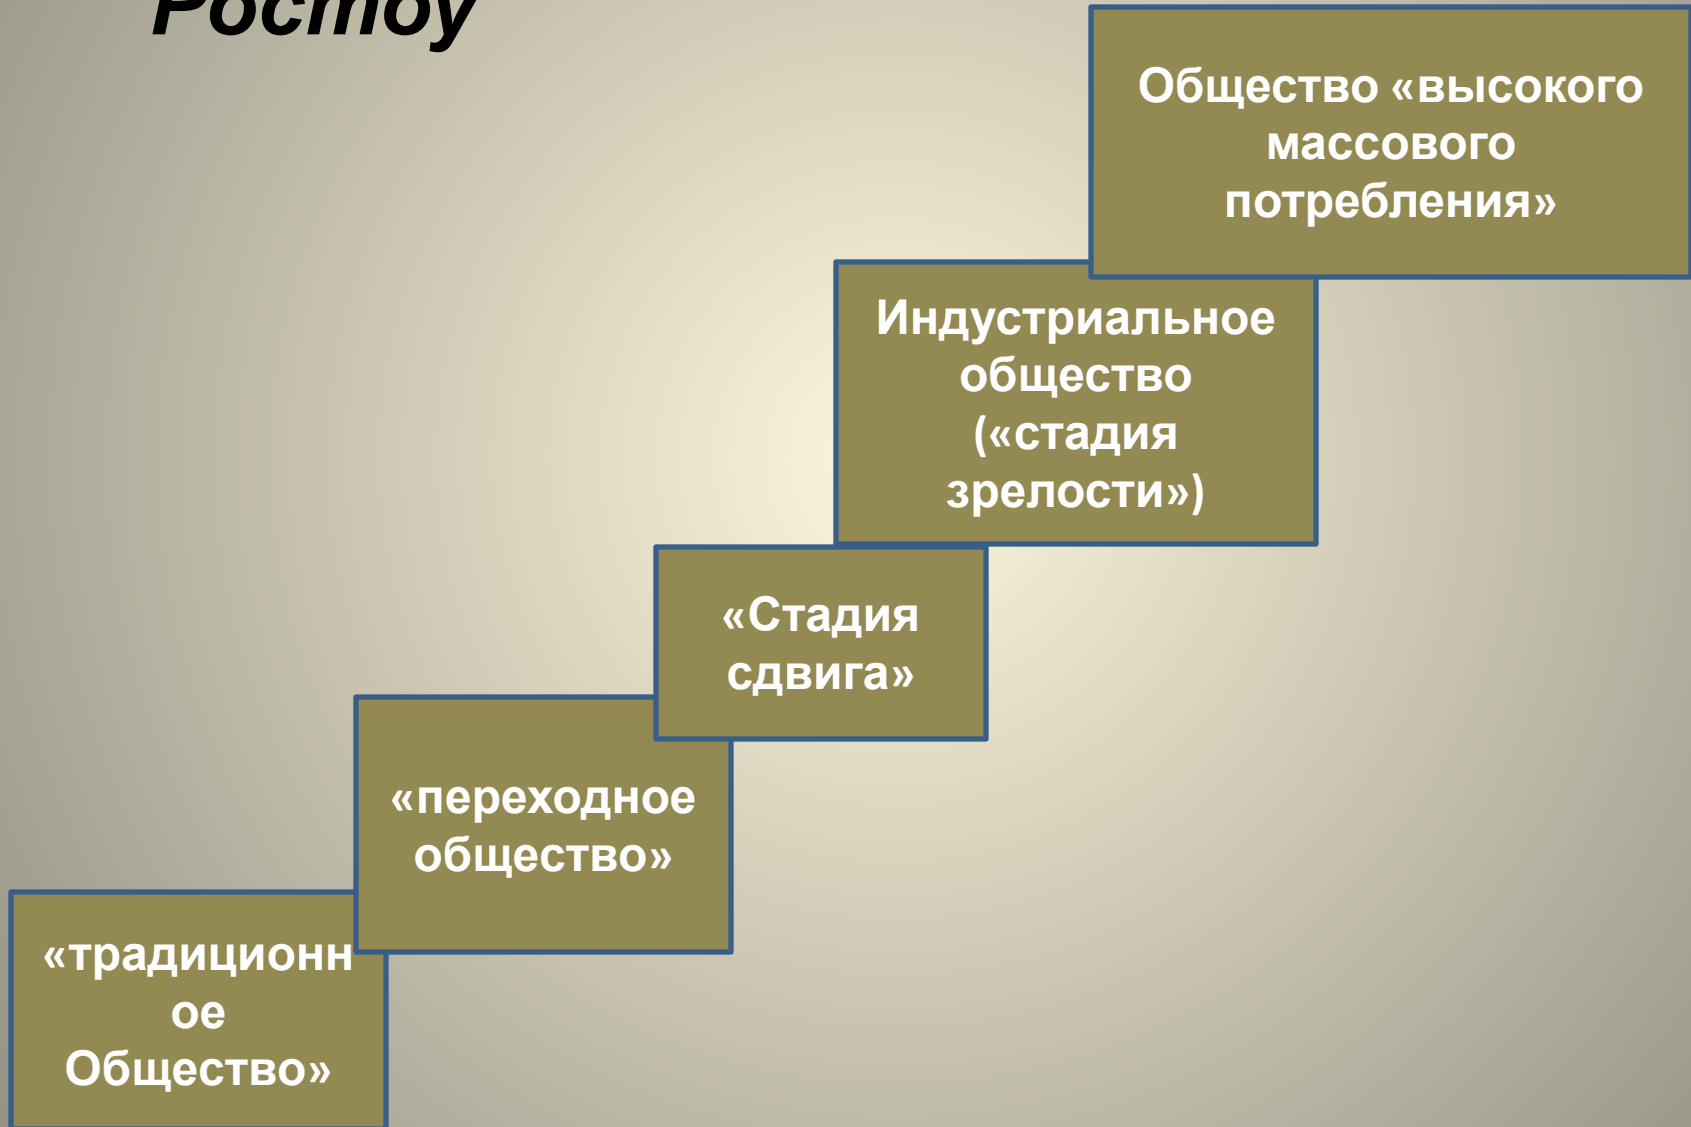 Ростоу
Общество «высокого
массового
потребления»
Индустриальное
общество
(«стадия
зрелости»)
«Стадия
сдвига»
«переходное
общество»
«традиционн
ое
Общество»